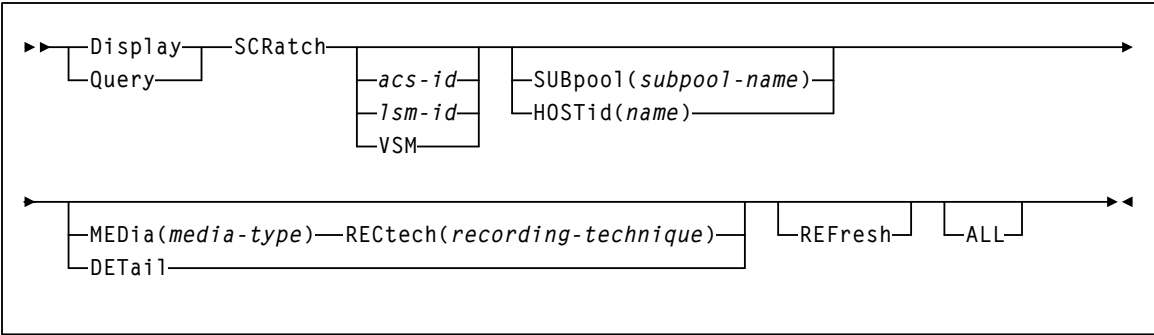 Display SCRatch
Query
acs-id
lsm-id
VSM
SUBpool(subpool-name)
HOSTid(name)
MEDia(media-type) RECtech(recording-technique)
DETail
REFresh
ALL